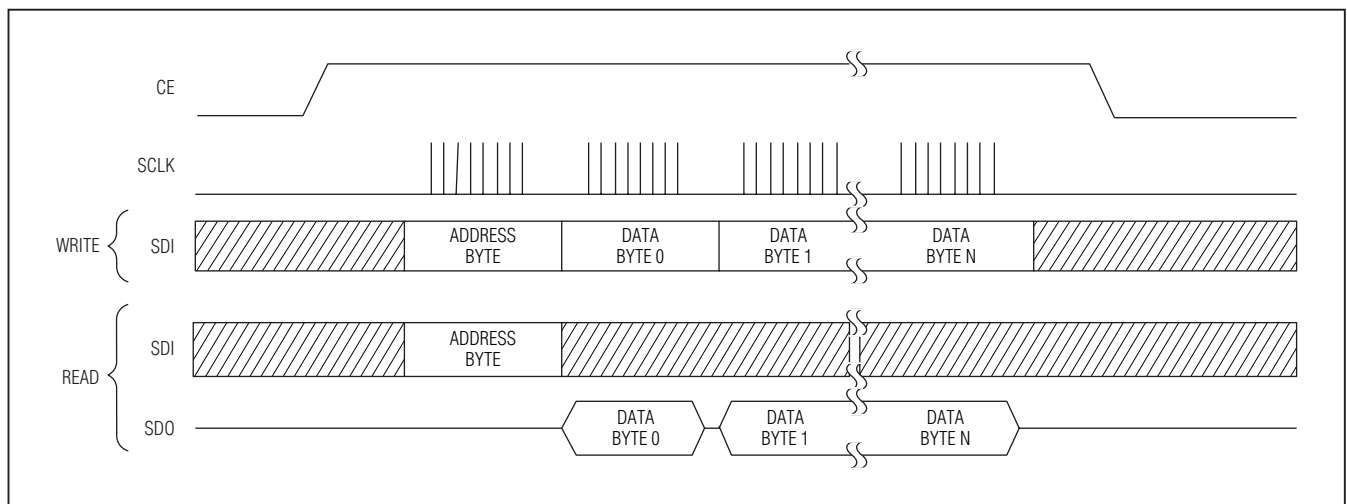 CE
SCLK
WRITE
SDI
ADDRESS
BYTE
DATA
BYTE 0
DATA
BYTE 1
DATA
BYTE N
READ
SDI
ADDRESS
BYTE
SDO
DATA
BYTE 0
DATA
BYTE 1
DATA
BYTE N